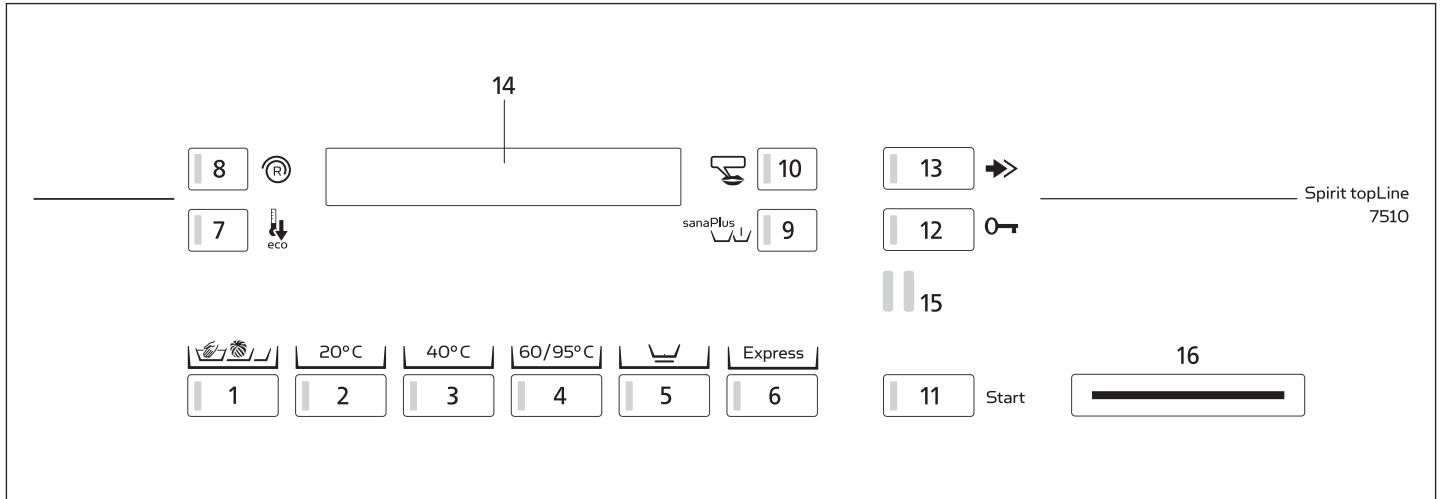 14
8 R 10 13
Spirit topLine
7510
7 eco sanaPlus 9 12
15
20°C 40°C 60/95°C Express 16
1 2 3 4 5 6 11 Start